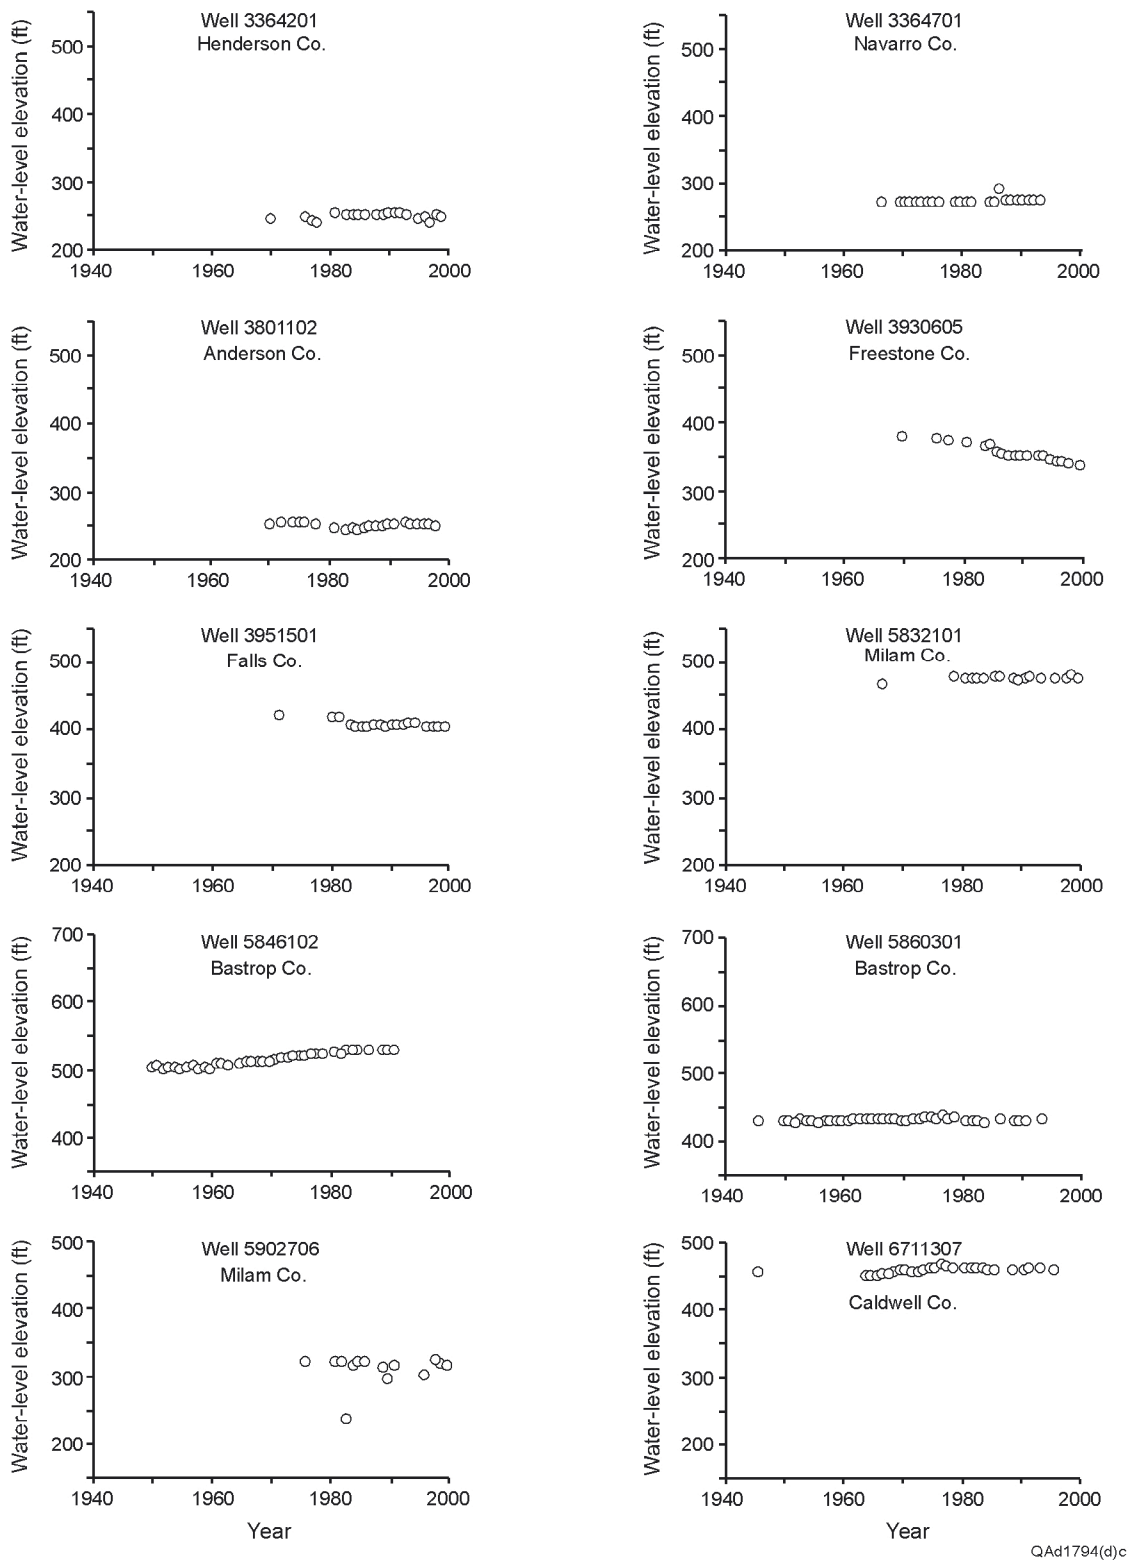 Well 3364201
Henderson Co.
Water-level elevation (ft)
500
400
300
200
1940 1960 1980 2000
Well 3364701
Navarro Co.
Water-level elevation (ft)
500
400
300
200
1940 1960 1980 2000
Well 3801102
Anderson Co.
Water-level elevation (ft)
500
400
300
200
1940 1960 1980 2000
Well 3930605
Freestone Co.
Water-level elevation (ft)
500
400
300
200
1940 1960 1980 2000
Well 3951501
Falls Co.
Water-level elevation (ft)
500
400
300
200
1940 1960 1980 2000
Well 5832101
Milam Co.
Water-level elevation (ft)
500
400
300
200
1940 1960 1980 2000
Well 5846102
Bastrop Co.
Water-level elevation (ft)
700
600
500
400
1940 1960 1980 2000
Well 5860301
Bastrop Co.
Water-level elevation (ft)
700
600
500
400
1940 1960 1980 2000
Well 5902706
Milam Co.
Water-level elevation (ft)
500
400
300
200
1940 1960 1980 2000
Year
Well 6711307
Caldwell Co.
Water-level elevation (ft)
500
400
300
200
1940 1960 1980 2000
Year
QAd1794(d)c